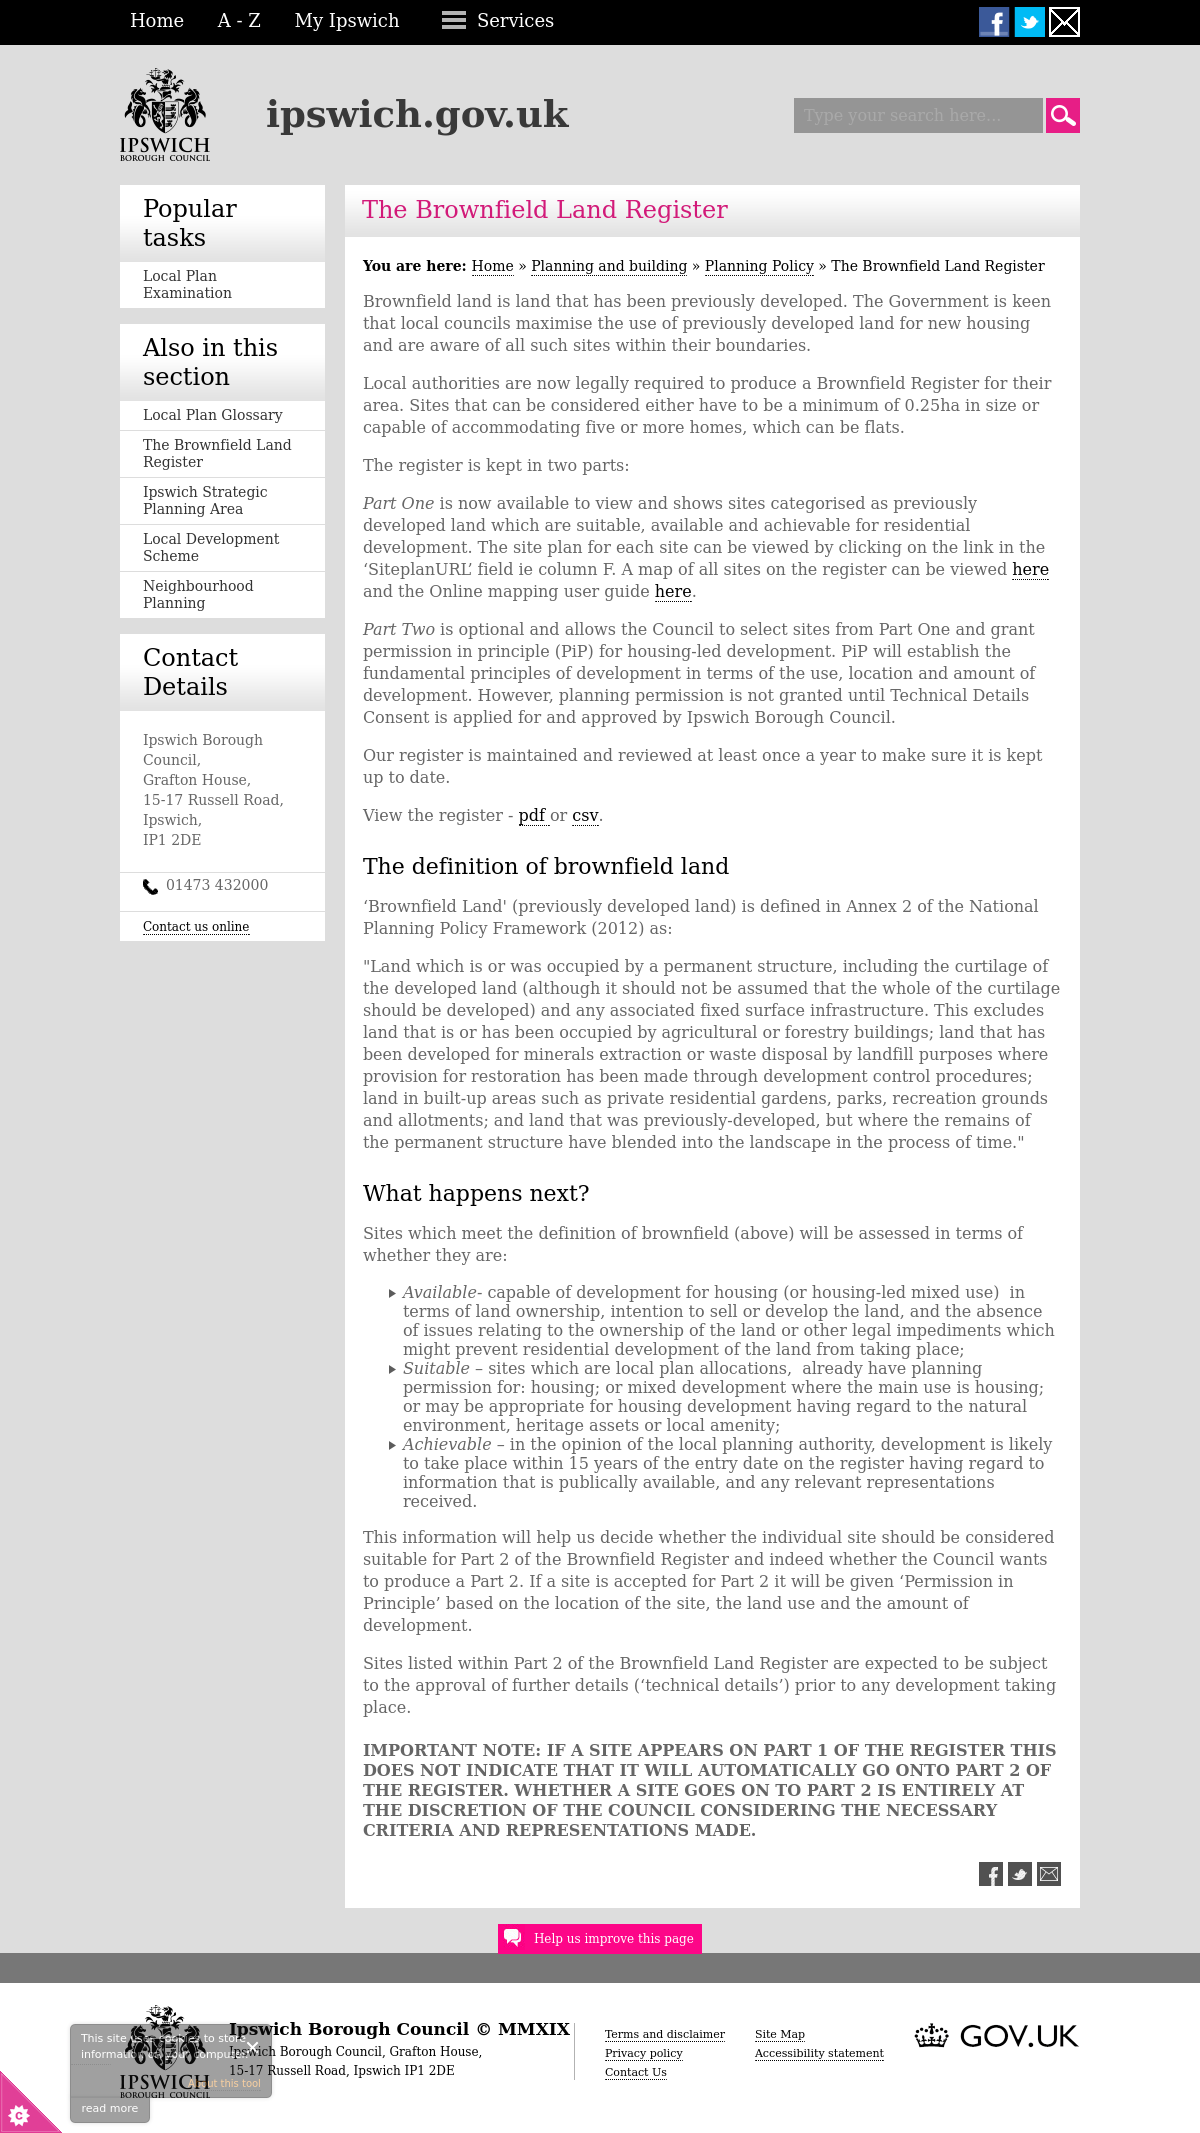 Home A - Z My Ipswich Services
IPSWICH
BOROUGH COUNCIL
ipswich.gov.uk
Type your search here...
Popular
tasks
Local Plan
Examination
Also in this
section
Local Plan Glossary
The Brownfield Land
Register
Ipswich Strategic
Planning Area
Local Development
Scheme
Neighbourhood
Planning
Contact
Details
Ipswich Borough
Council,
Grafton House,
15-17 Russell Road,
Ipswich,
IP1 2DE
01473 432000
Contact us online
The Brownfield Land Register
You are here: Home » Planning and building » Planning Policy » The Brownfield Land Register
Brownfield land is land that has been previously developed. The Government is keen
that local councils maximise the use of previously developed land for new housing
and are aware of all such sites within their boundaries.
Local authorities are now legally required to produce a Brownfield Register for their
area. Sites that can be considered either have to be a minimum of 0.25ha in size or
capable of accommodating five or more homes, which can be flats.
The register is kept in two parts:
Part One is now available to view and shows sites categorised as previously
developed land which are suitable, available and achievable for residential
development. The site plan for each site can be viewed by clicking on the link in the
‘SiteplanURL’ field ie column F. A map of all sites on the register can be viewed here
and the Online mapping user guide here.
Part Two is optional and allows the Council to select sites from Part One and grant
permission in principle (PiP) for housing-led development. PiP will establish the
fundamental principles of development in terms of the use, location and amount of
development. However, planning permission is not granted until Technical Details
Consent is applied for and approved by Ipswich Borough Council.
Our register is maintained and reviewed at least once a year to make sure it is kept
up to date.
View the register - pdf or csv.
The definition of brownfield land
‘Brownfield Land' (previously developed land) is defined in Annex 2 of the National
Planning Policy Framework (2012) as:
"Land which is or was occupied by a permanent structure, including the curtilage of
the developed land (although it should not be assumed that the whole of the curtilage
should be developed) and any associated fixed surface infrastructure. This excludes
land that is or has been occupied by agricultural or forestry buildings; land that has
been developed for minerals extraction or waste disposal by landfill purposes where
provision for restoration has been made through development control procedures;
land in built-up areas such as private residential gardens, parks, recreation grounds
and allotments; and land that was previously-developed, but where the remains of
the permanent structure have blended into the landscape in the process of time."
What happens next?
Sites which meet the definition of brownfield (above) will be assessed in terms of
whether they are:
Available- capable of development for housing (or housing-led mixed use)  in
terms of land ownership, intention to sell or develop the land, and the absence
of issues relating to the ownership of the land or other legal impediments which
might prevent residential development of the land from taking place;
Suitable – sites which are local plan allocations,  already have planning
permission for: housing; or mixed development where the main use is housing;
or may be appropriate for housing development having regard to the natural
environment, heritage assets or local amenity;
Achievable – in the opinion of the local planning authority, development is likely
to take place within 15 years of the entry date on the register having regard to
information that is publically available, and any relevant representations
received.
This information will help us decide whether the individual site should be considered
suitable for Part 2 of the Brownfield Register and indeed whether the Council wants
to produce a Part 2. If a site is accepted for Part 2 it will be given ‘Permission in
Principle’ based on the location of the site, the land use and the amount of
development.
Sites listed within Part 2 of the Brownfield Land Register are expected to be subject
to the approval of further details (‘technical details’) prior to any development taking
place.
IMPORTANT NOTE: IF A SITE APPEARS ON PART 1 OF THE REGISTER THIS
DOES NOT INDICATE THAT IT WILL AUTOMATICALLY GO ONTO PART 2 OF
THE REGISTER. WHETHER A SITE GOES ON TO PART 2 IS ENTIRELY AT
THE DISCRETION OF THE COUNCIL CONSIDERING THE NECESSARY
CRITERIA AND REPRESENTATIONS MADE.
Help us improve this page
Ipswich Borough Council © MMXIX
Ipswich Borough Council, Grafton House,
15-17 Russell Road, Ipswich IP1 2DE
Terms and disclaimer
Privacy policy
Contact Us
Site Map
Accessibility statement
GOV.UK
This site uses cookies to store
information on your computer.
About this tool
read more
IPSWICH
BOROUGH COUNCIL